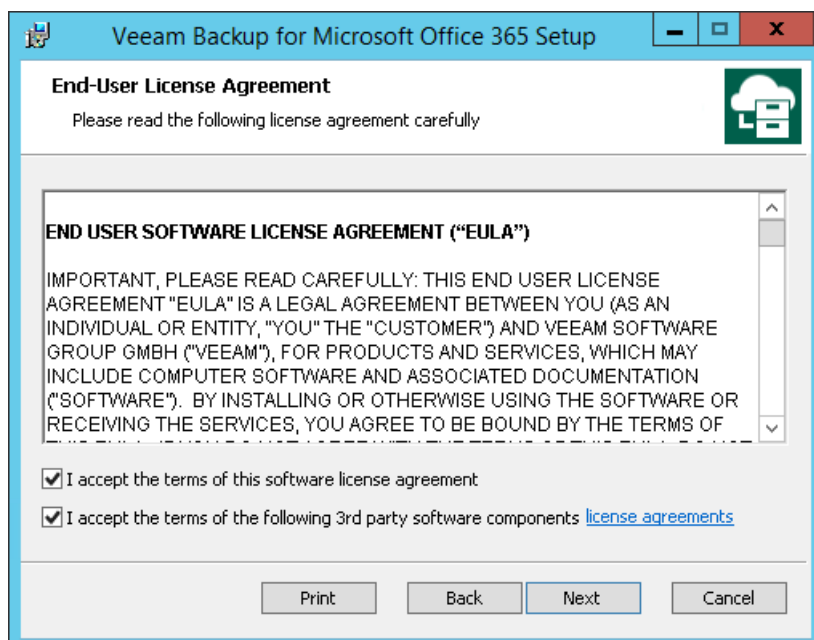 Veeam Backup for Microsoft Office 365 Setup
End-User License Agreement
Please read the following license agreement carefully
END USER SOFTWARE LICENSE AGREEMENT (“EULA”)
IMPORTANT, PLEASE READ CAREFULLY: THIS END USER LICENSE
AGREEMENT "EULA" IS A LEGAL AGREEMENT BETWEEN YOU (AS AN
INDIVIDUAL OR ENTITY, "YOU" THE "CUSTOMER") AND VEEAM SOFTWARE
GROUP GMBH ("VEEAM"), FOR PRODUCTS AND SERVICES, WHICH MAY
INCLUDE COMPUTER SOFTWARE AND ASSOCIATED DOCUMENTATION
("SOFTWARE"). BY INSTALLING OR OTHERWISE USING THE SOFTWARE OR
RECEIVING THE SERVICES, YOU AGREE TO BE BOUND BY THE TERMS OF
I accept the terms of this software license agreement
I accept the terms of the following 3rd party software components license agreements
Print Back Next Cancel